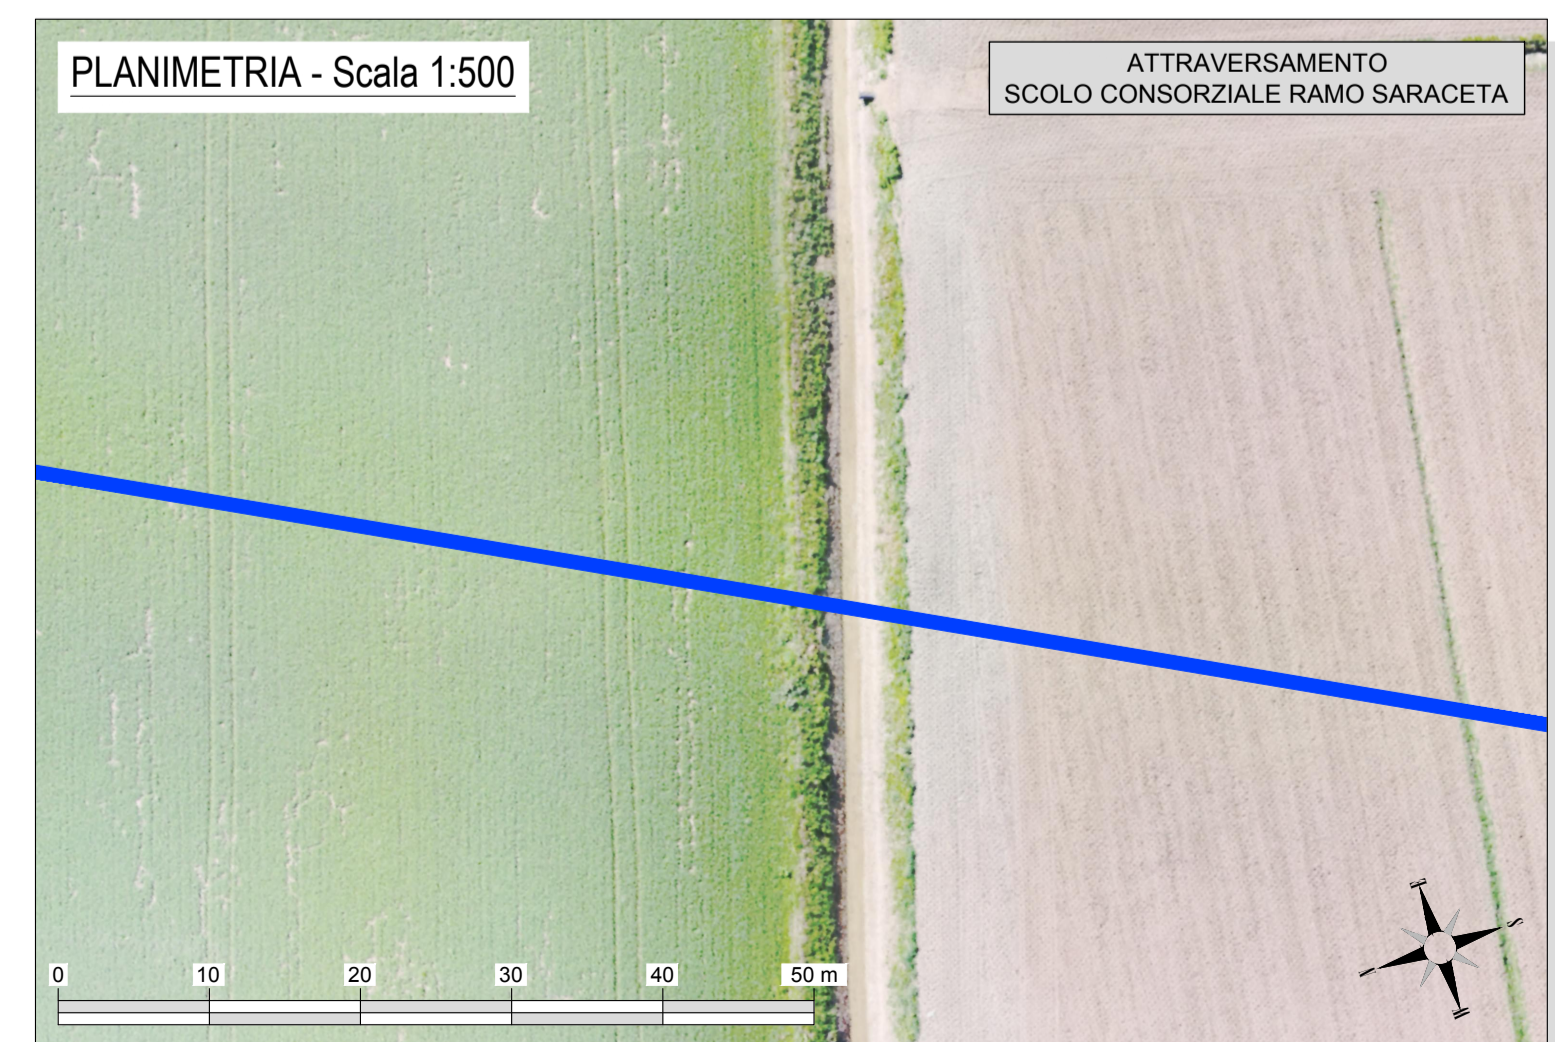 PLANIMETRIA - Scala 1:500
ATTRAVERSAMENTO
SCOLO CONSORZIALE RAMO SARACETA
0 10 20 30 40 50 m
S